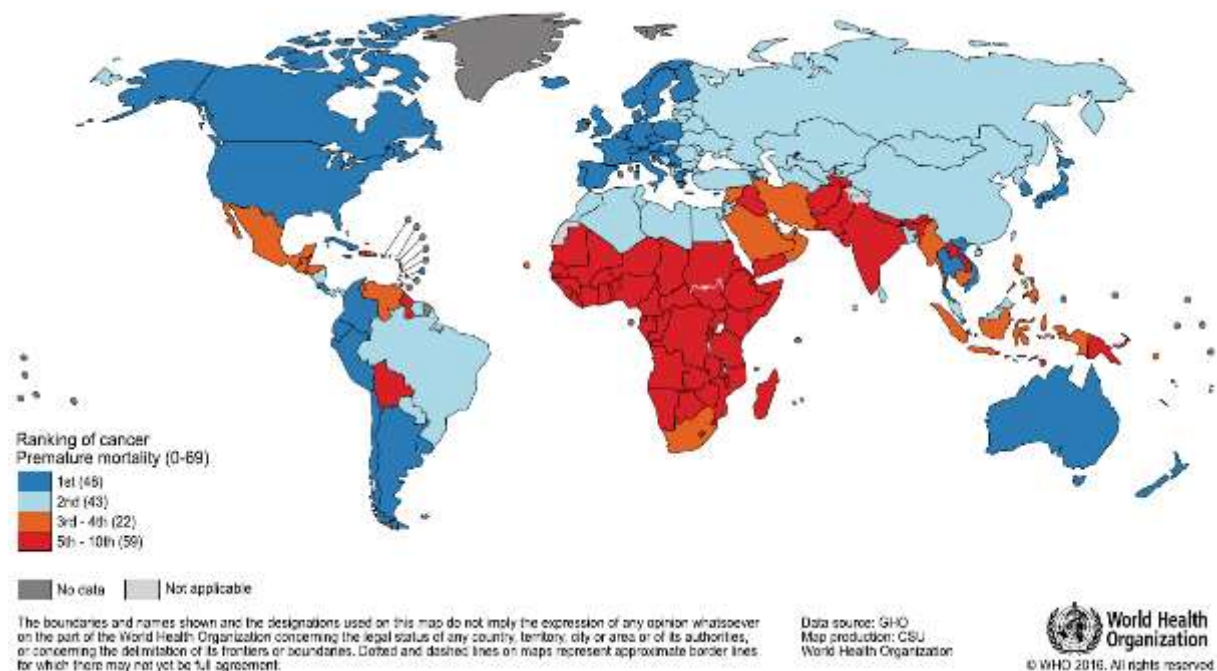 Ranking of cancer
Premature mortality (0-69)
1st (48)
2nd (43)
3rd - 4th (22)
5th - 10th (59)
No data
Not applicable
The boundaries and names shown and the designations used on this map do not imply the expression of any opinion whatsoever
on the part of the World Health Organization concerning the legal status of any country, territory, city or area or of its authorities,
or concerning the delimitation of its frontiers or boundaries. Dotted and dashed lines on maps represent approximate border lines
for which there may not yet be full agreement.
Data source: GHO
Map production: CSU
World Health Organization
World Health
Organization
© WHO 2016. All rights reserved